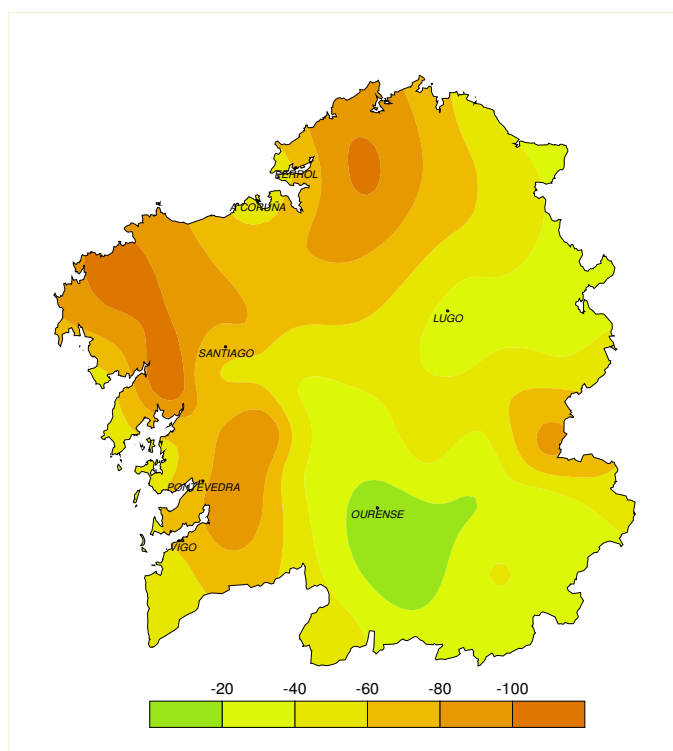 FERROL
A CORUÑA
LUGO
SANTIAGO
PONTEVEDRA
OURENSE
VIGO
-20 -40 -60 -80 -100